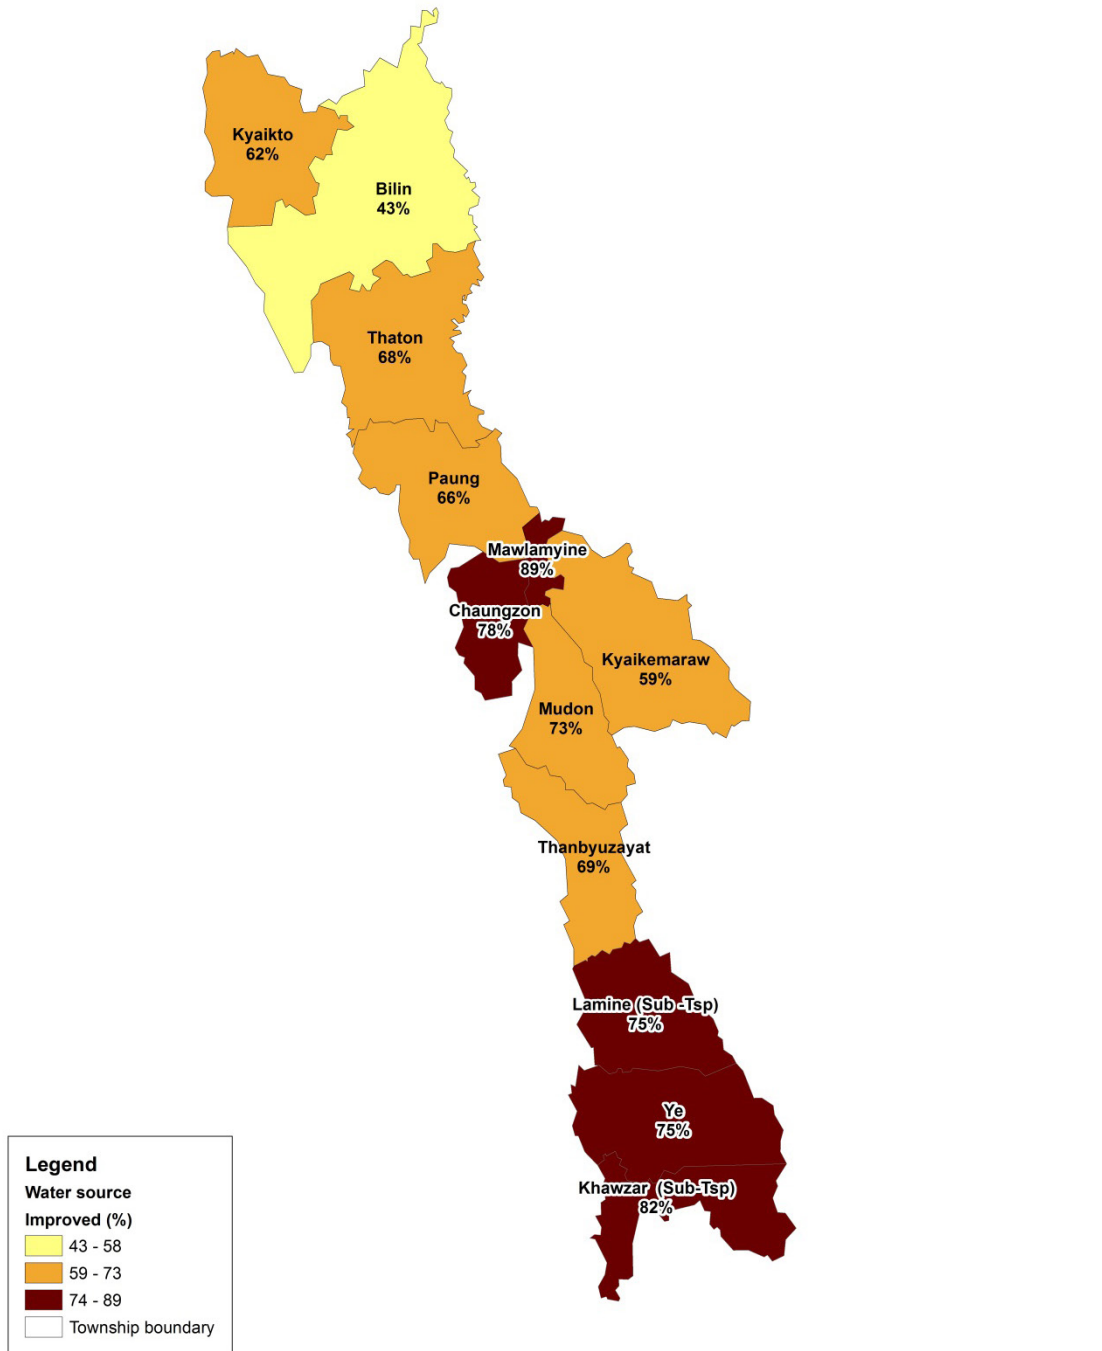 Kyaikto
62%
Bilin
43%
Thaton
68%
Paung
66%
Mawlamyine
89%
Chaungzon
78%
Kyaikemaraw
59%
Mudon
73%
Thanbyuzayat
69%
Lamine (Sub -Tsp)
75%
Ye
75%
Khawzar (Sub-Tsp)
82%
Legend
Water source
Improved (%)
43 - 58
59 - 73
74 - 89
Township boundary